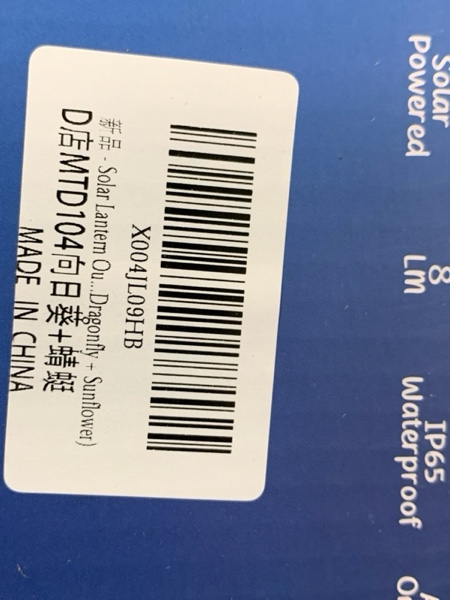 X004JL09HB
新品 - Solar Lantern Ou...Dragonfly + Sunflower)
D店MTD104向日葵+蜻蜓
MADE IN CHINA
Solar
Powered
8
LM
IP65
Waterproof